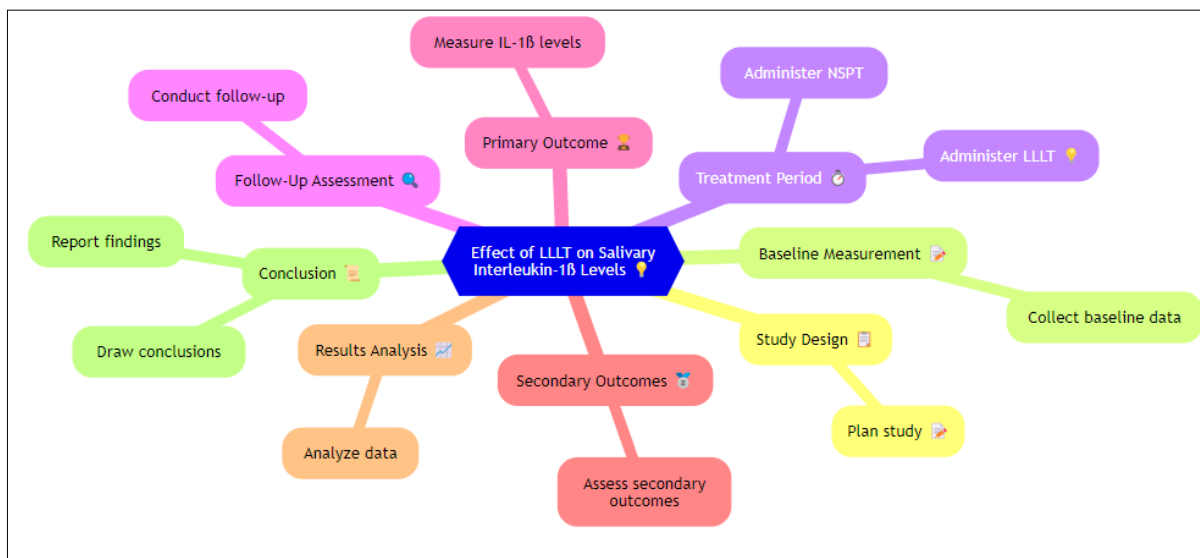 Measure IL-1ß levels
Administer NSPT
Conduct follow-up
Primary Outcome 🏆
Administer LLLT 💡
Follow-Up Assessment 🔍
Treatment Period ⏱️
Report findings
Effect of LLLT on Salivary
Interleukin-1ß Levels 💡
Baseline Measurement 📝
Conclusion 📜
Collect baseline data
Draw conclusions
Results Analysis 📈
Study Design 📋
Secondary Outcomes 🥈
Plan study 📝
Analyze data
Assess secondary
outcomes